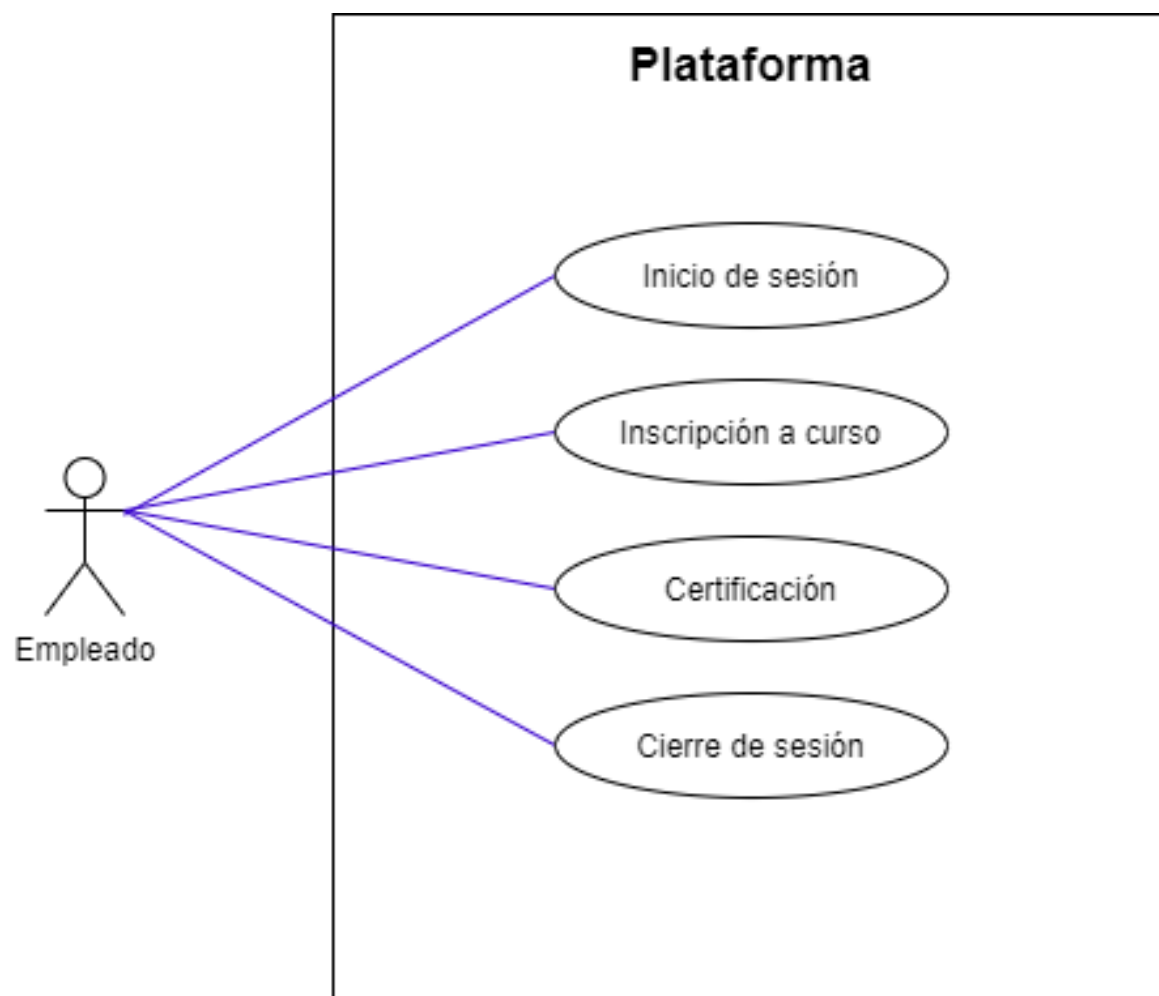 Plataforma
Inicio de sesión
Inscripción a curso
Certificación
Cierre de sesión
Empleado